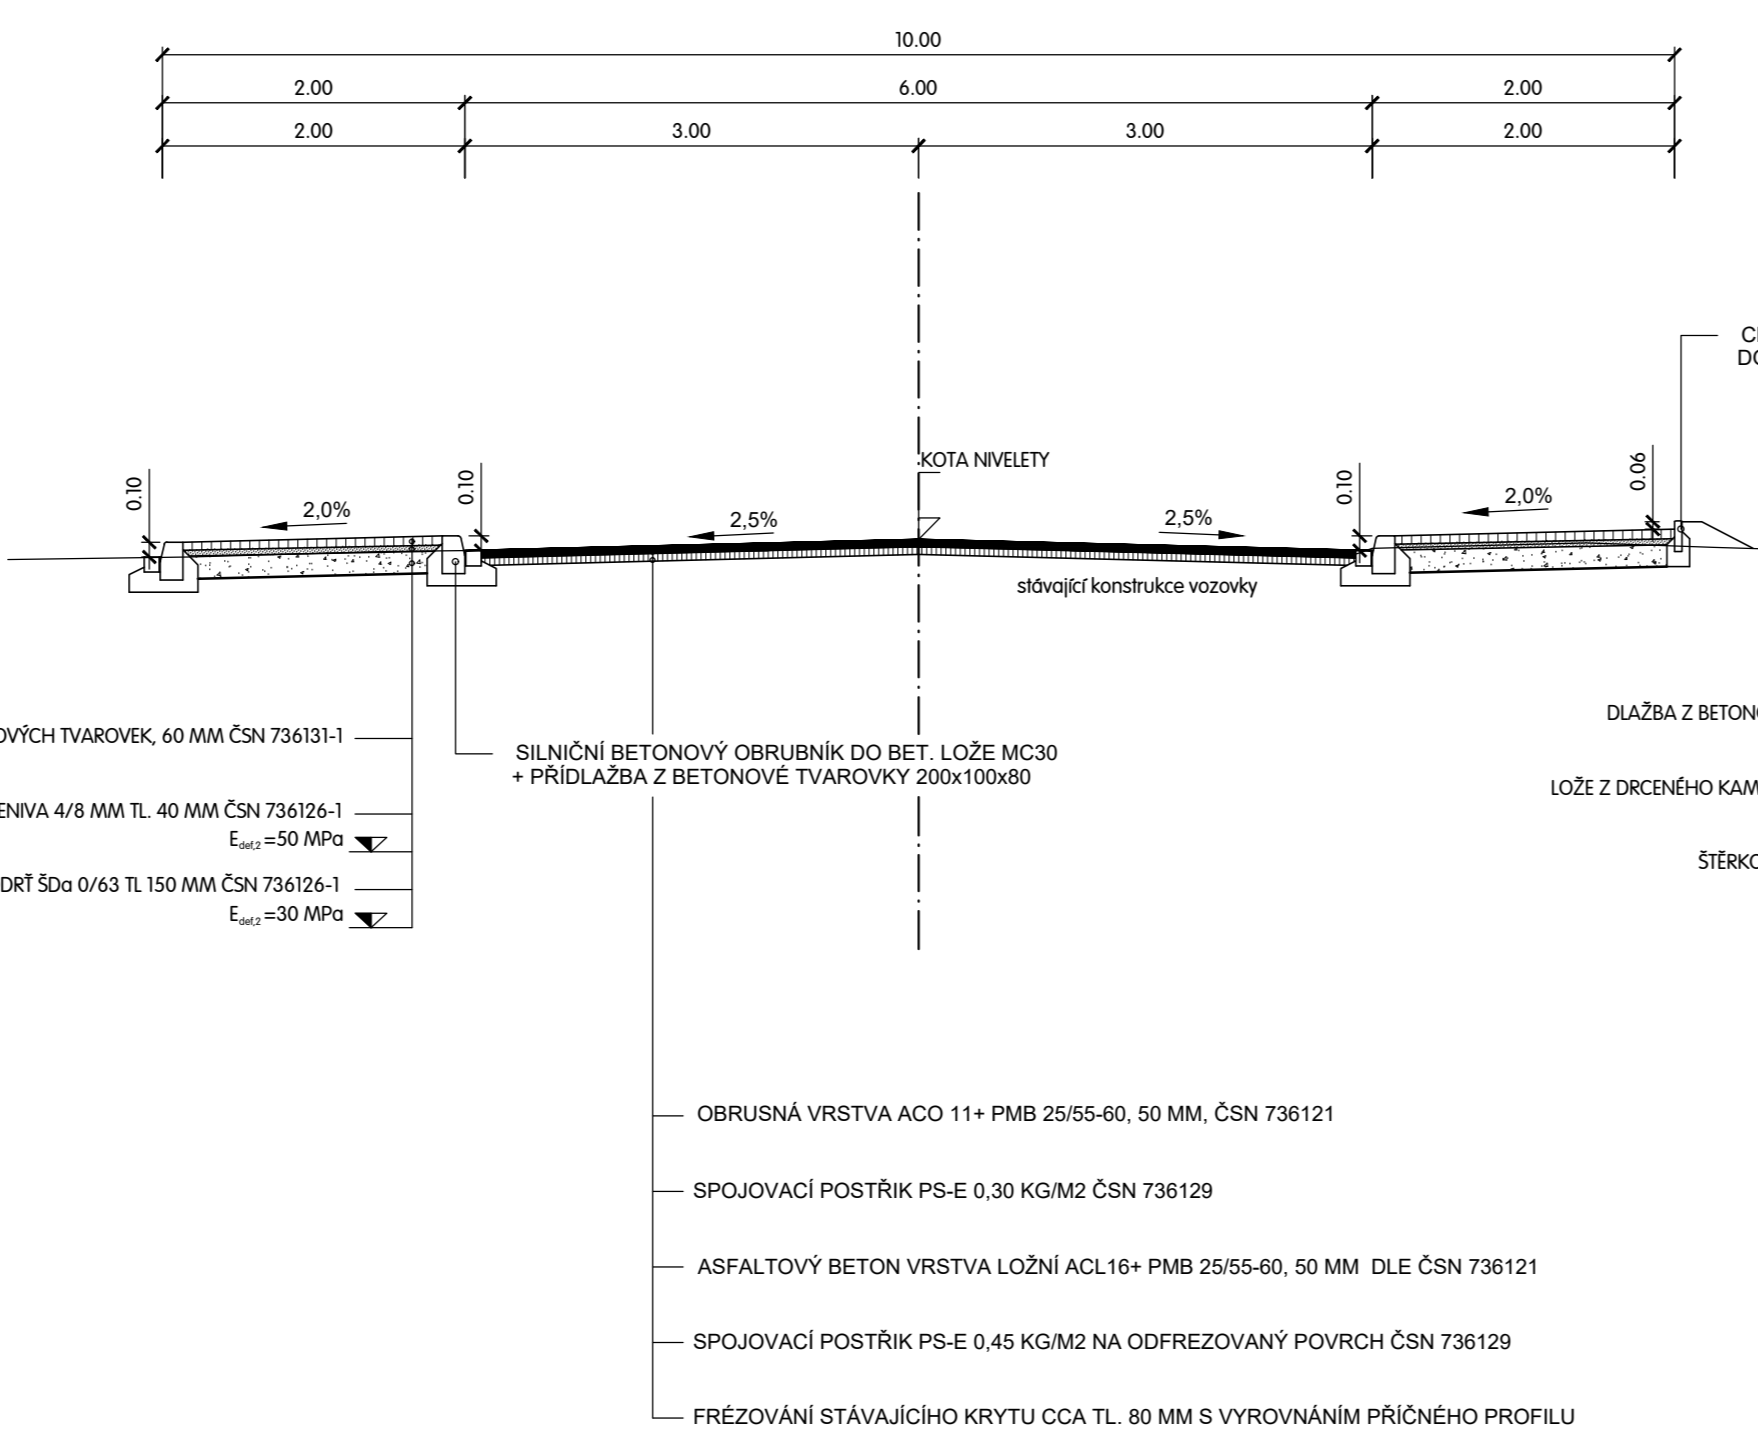 10.00
2.00 6.00 2.00
2.00 3.00 3.00 2.00
KOTA NIVELETY
0.10 2,0% 0.10 2,5% 2,5% 0.10 2,0% 0.06
stávající konstrukce vozovky
OVÝCH TVAROVEK, 60 MM ČSN 736131-1
ENIVA 4/8 MM TL. 40 MM ČSN 736126-1
Edef,2 =50 MPa
DRŤ ŠDa 0/63 TL 150 MM ČSN 736126-1
Edef,2 =30 MPa
SILNIČNÍ BETONOVÝ OBRUBNÍK DO BET. LOŽE MC30
+ PŘÍDLAŽBA Z BETONOVÉ TVAROVKY 200x100x80
DLAŽBA Z BETON
LOŽE Z DRCENÉHO KAM
ŠTĚRK
OBRUSNÁ VRSTVA ACO 11+ PMB 25/55-60, 50 MM, ČSN 736121
SPOJOVACÍ POSTŘIK PS-E 0,30 KG/M2 ČSN 736129
ASFALTOVÝ BETON VRSTVA LOŽNÍ ACL16+ PMB 25/55-60, 50 MM DLE ČSN 736121
SPOJOVACÍ POSTŘIK PS-E 0,45 KG/M2 NA ODFREZOVANÝ POVRCH ČSN 736129
FRÉZOVÁNÍ STÁVAJÍCÍHO KRYTU CCA TL. 80 MM S VYROVNÁNÍM PŘÍČNÉHO PROFILU